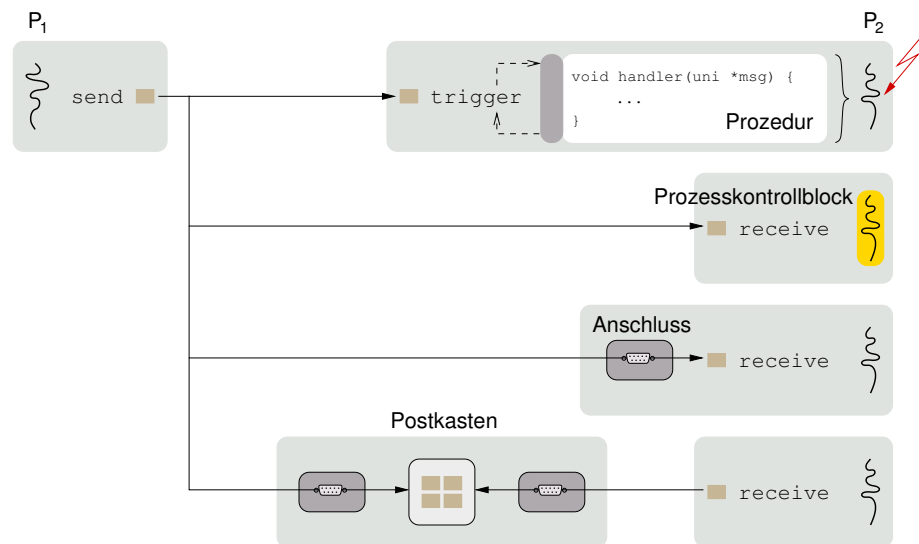 P1
P2
send
trigger
void handler(uni *msg) {
...
}
Prozedur
Prozesskontrollblock
receive
Anschluss
receive
Postkasten
receive